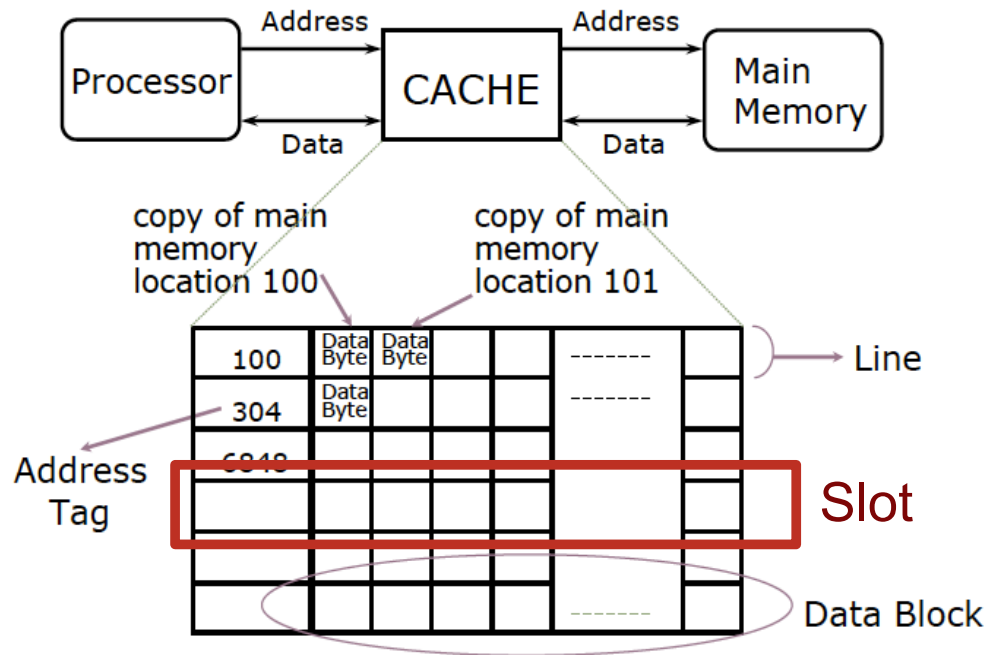 Address
Address
Processor
CACHE
Main
Memory
Data
Data
copy of main
memory
location 100
copy of main
memory
location 101
100
Data
Byte
Data
Byte
-------
Line
304
Data
Byte
-------
6848
Address
Tag
Slot
-------
Data Block